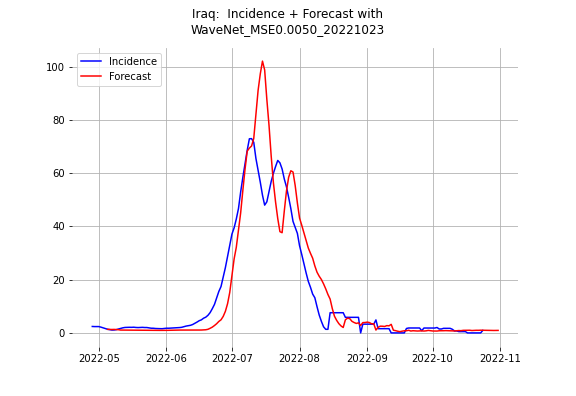 Iraq:  Incidence + Forecast with
WaveNet_MSE0.0050_20221023
Incidence
Forecast
100
80
60
40
20
0
2022-05 2022-06 2022-07 2022-08 2022-09 2022-10 2022-11